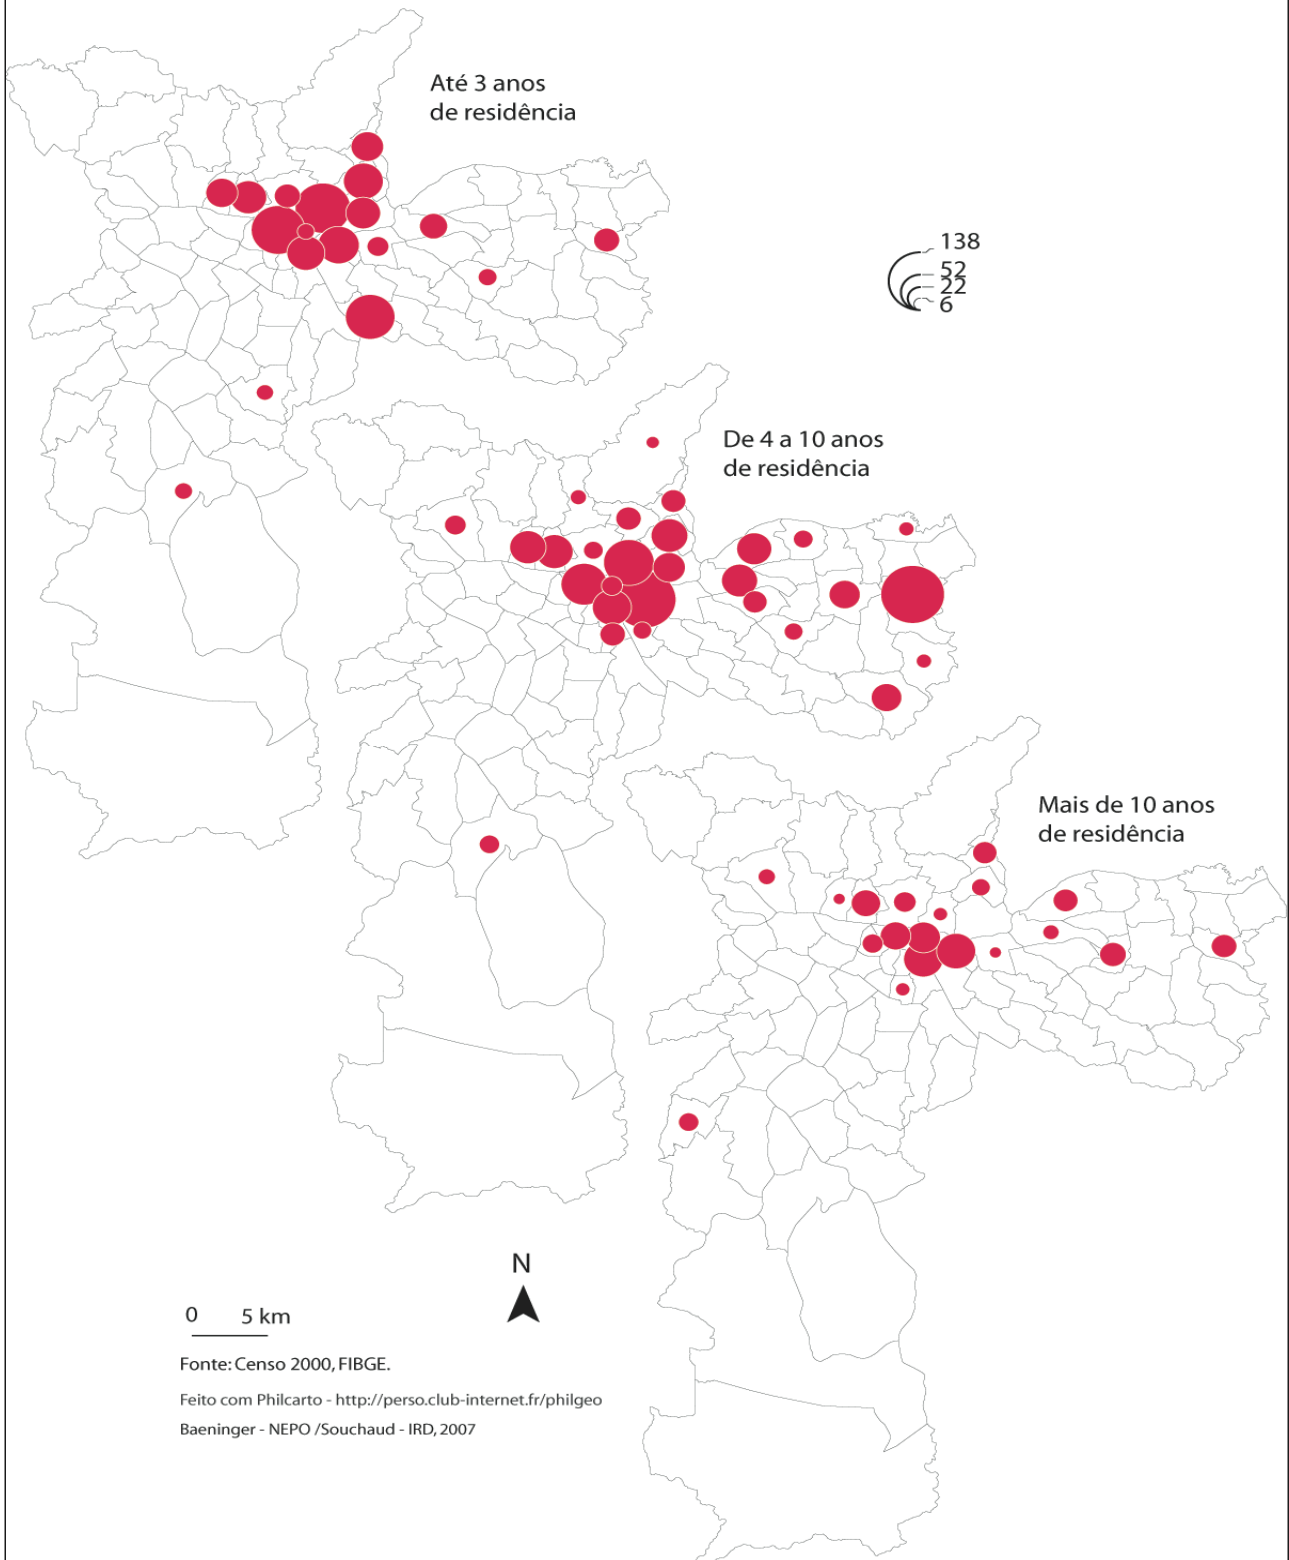 Até 3 anos
de residência
138
52
22
6
De 4 a 10 anos
de residência
Mais de 10 anos
de residência
N
0 5 km
Fonte: Censo 2000, FIBGE.
Feito com Philcarto - http://perso.club-internet.fr/philgeo
Baeninger - NEPO /Souchaud - IRD, 2007